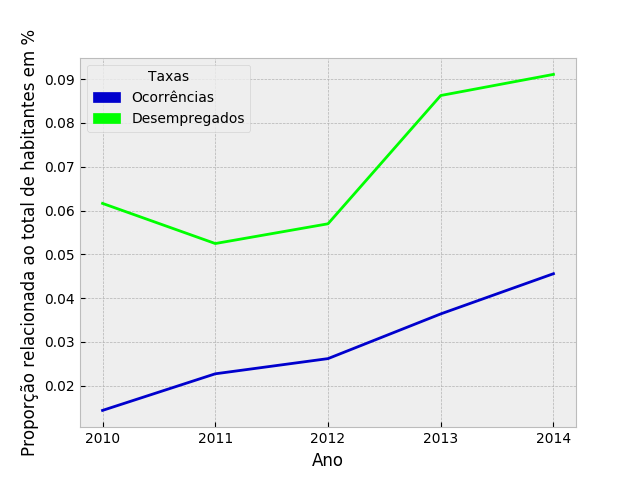 Proporção relacionada ao total de habitantes em %
0.09
0.08
0.07
0.06
0.05
0.04
0.03
0.02
Taxas
Ocorrências
Desempregados
2010 2011 2012 2013 2014
Ano